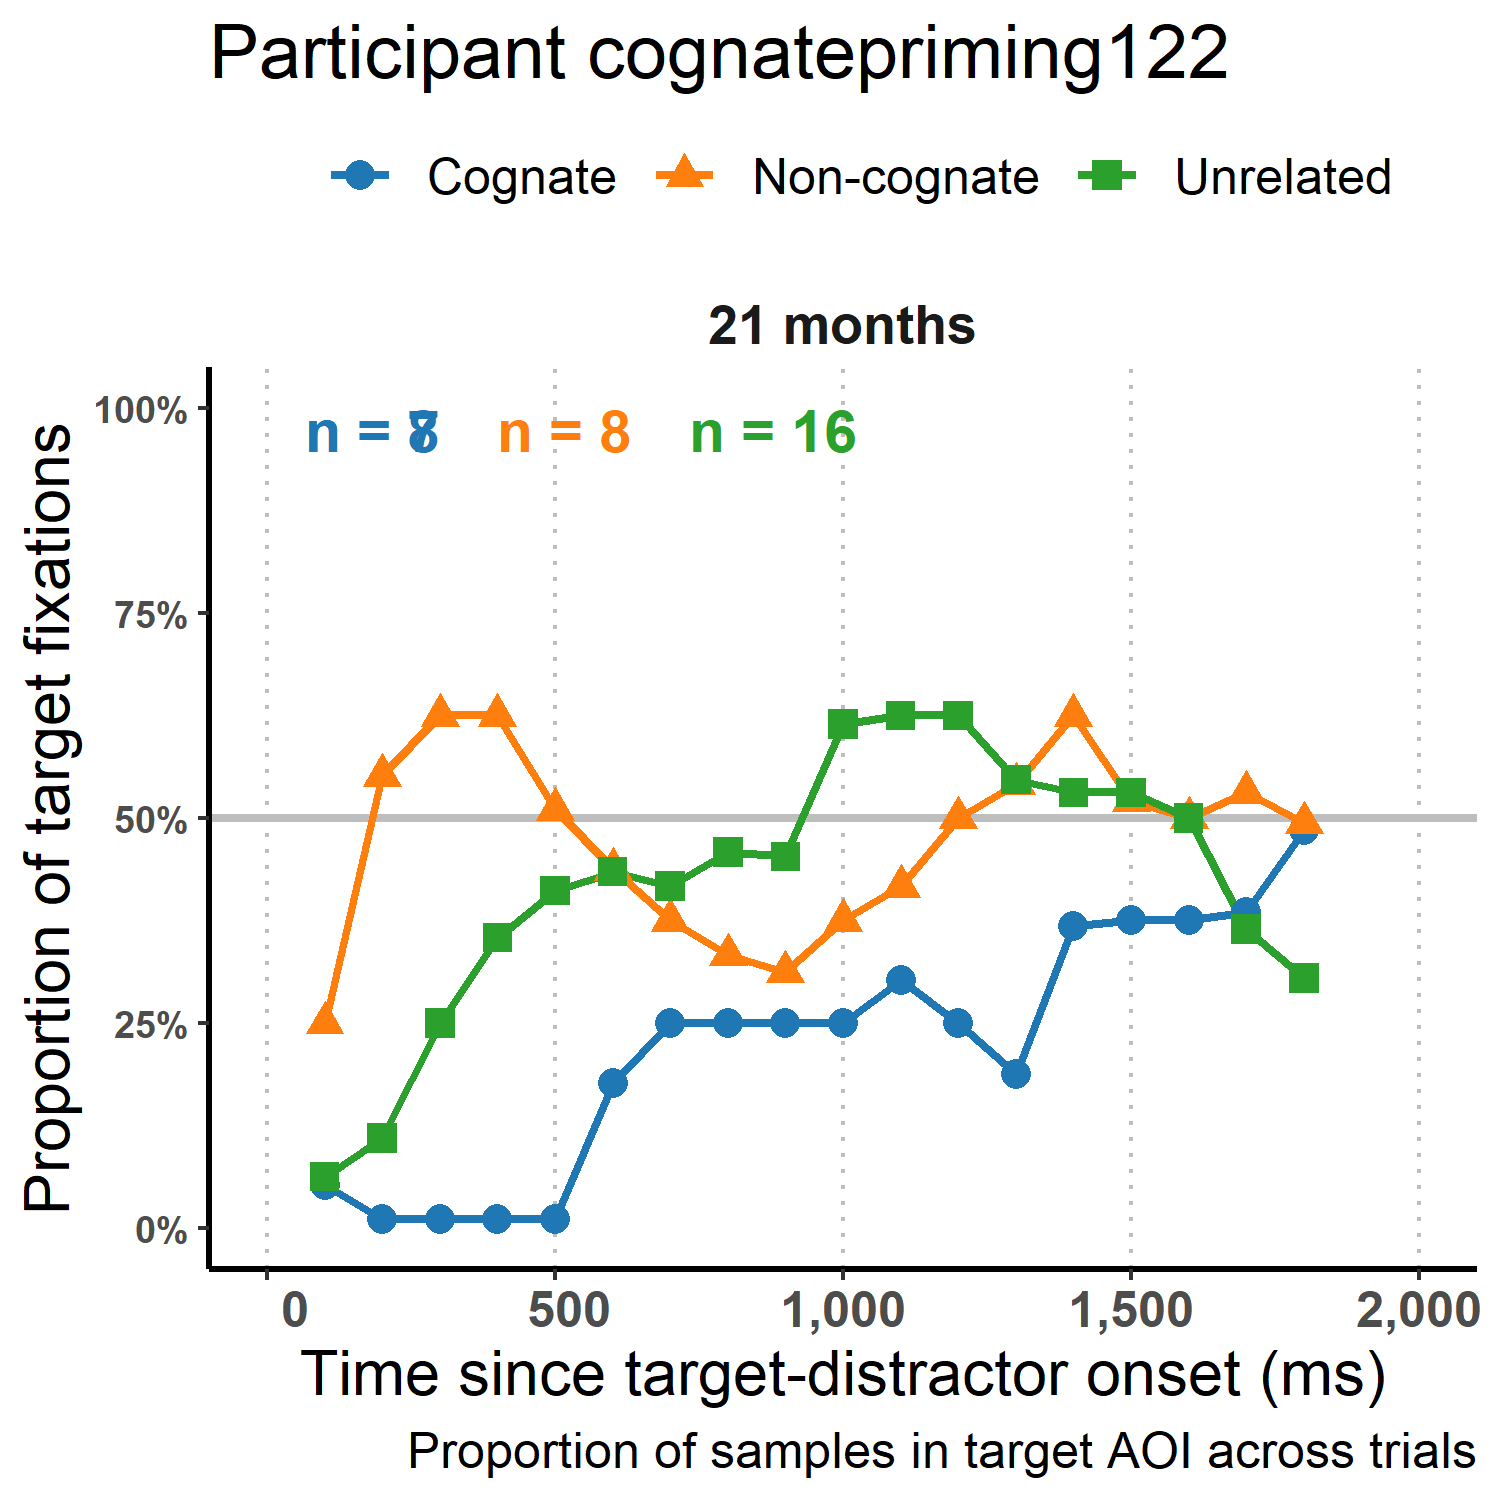 Participant cognatepriming122
Cognate Non-cognate Unrelated
21 months
n = n = 8 n = 16
100%
75%
50%
25%
0%
Proportion of target fixations
0 500 1,000 1,500 2,000
Time since target-distractor onset (ms)
Proportion of samples in target AOI across trials